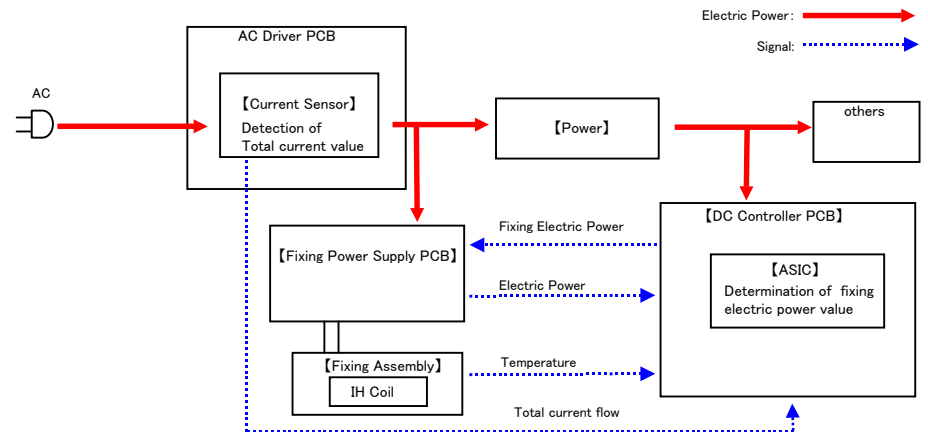 Electric Power:
Signal:
AC Driver PCB
AC
【Current Sensor】
Detection of
Total current value
【Power】
others
【DC Controller PCB】
Fixing Electric Power
【Fixing Power Supply PCB】
【ASIC】
Determination of fixing
electric power value
Electric Power
【Fixing Assembly】
Temperature
IH Coil
Total current flow